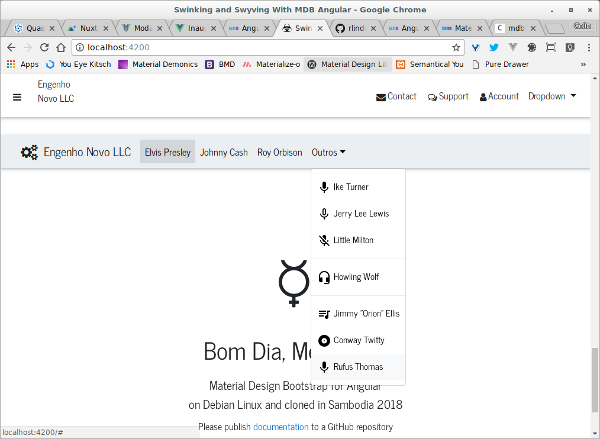 Swinking and Swyving With MDB Angular - Google Chrome
Quas
Nuxt
Moda
Inau
Angu
Swin
rlind
Angu
Mate
mdb
Colin
localhost:4200
Apps
You Eye Kitsch
Material Demonics
BMD
Materialize-o
Material Design Lit
Semantical You
Pure Drawer
»
Engenho
Novo LLC
Contact
Support
Account
Dropdown
Engenho Novo LLC
Elvis Presley
Johnny Cash
Roy Orbison
Outros
Ike Turner
Jerry Lee Lewis
Little Milton
Howling Wolf
Jimmy "Orion" Ellis
Conway Twitty
Rufus Thomas
Bom Dia, M
Material Design Bootstrap for Angular
on Debian Linux and cloned in Sambodia 2018
Please publish documentation to a GitHub repository
localhost:4200/#